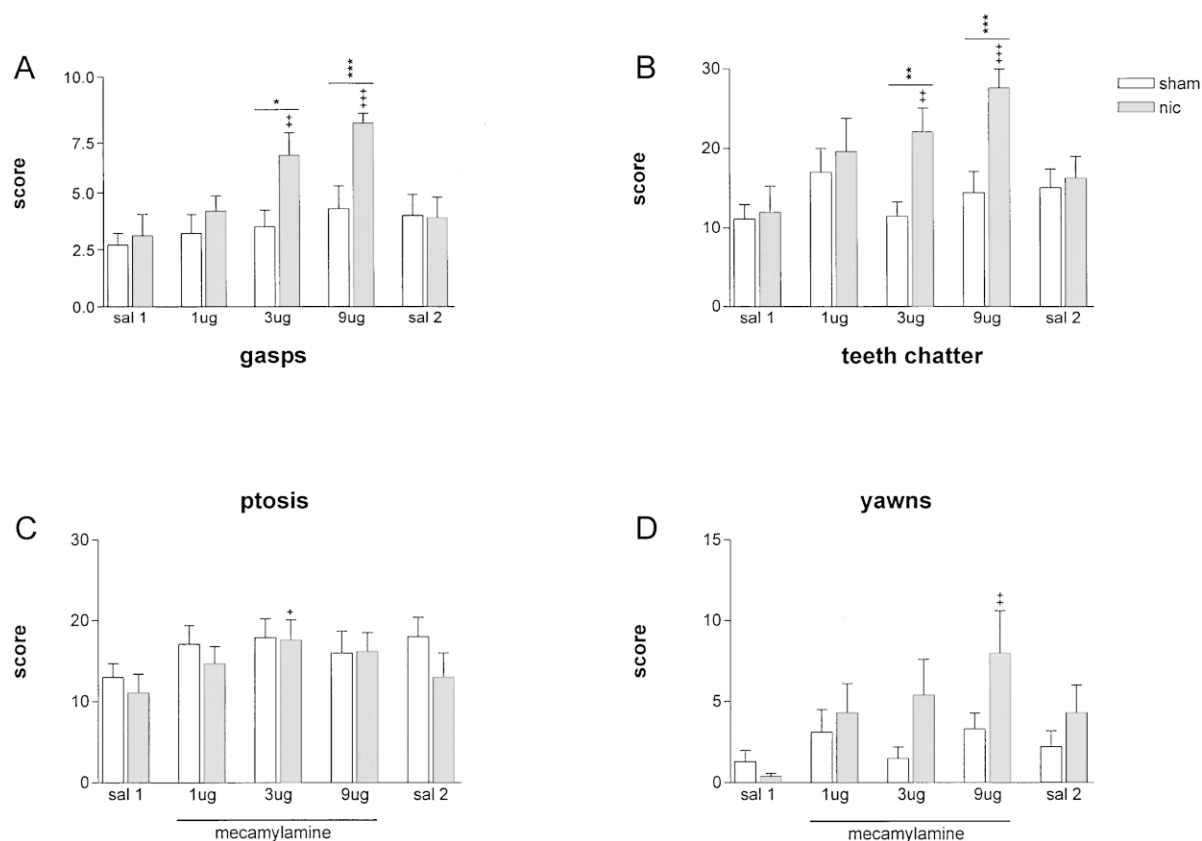 A
10.0
7.5
5.0
2.5
0.0
score
*
++
***
+++
sal 1 1ug 3ug 9ug sal 2
gasps
B
30
20
10
0
score
**
++
***
+++
sal 1 1ug 3ug 9ug sal 2
teeth chatter
sham
nic
ptosis
C
30
20
10
0
score
+
sal 1 1ug 3ug 9ug sal 2
mecamylamine
yawns
D
15
10
5
0
score
++
sal 1 1ug 3ug 9ug sal 2
mecamylamine